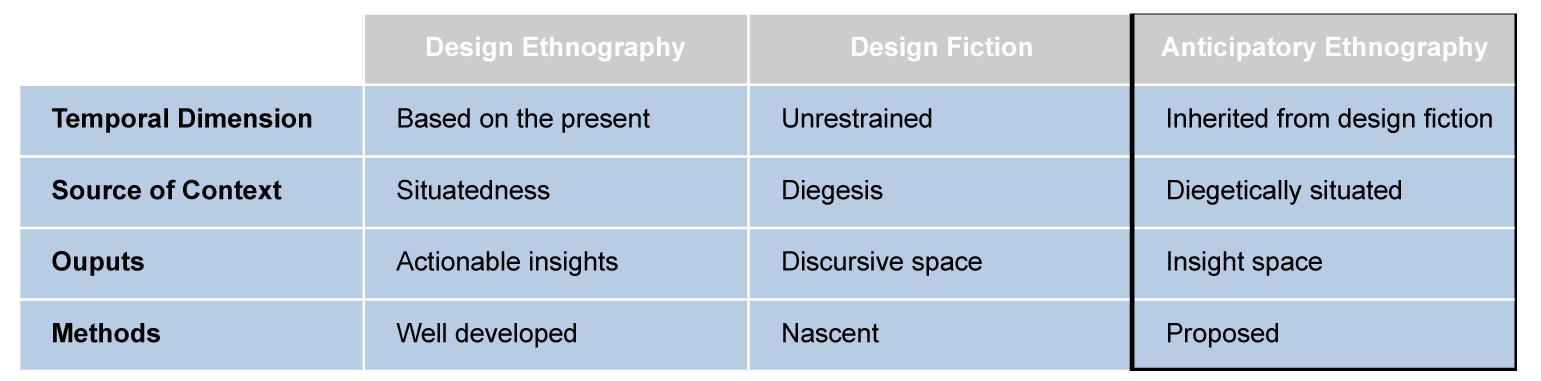 Design Ethnography Design Fiction Anticipatory Ethnography
Temporal Dimension Based on the present Unrestrained Inherited from design fiction
Source of Context Situatedness Diegesis Diegetically situated
Ouputs Actionable insights Discursive space Insight space
Methods Well developed Nascent Proposed